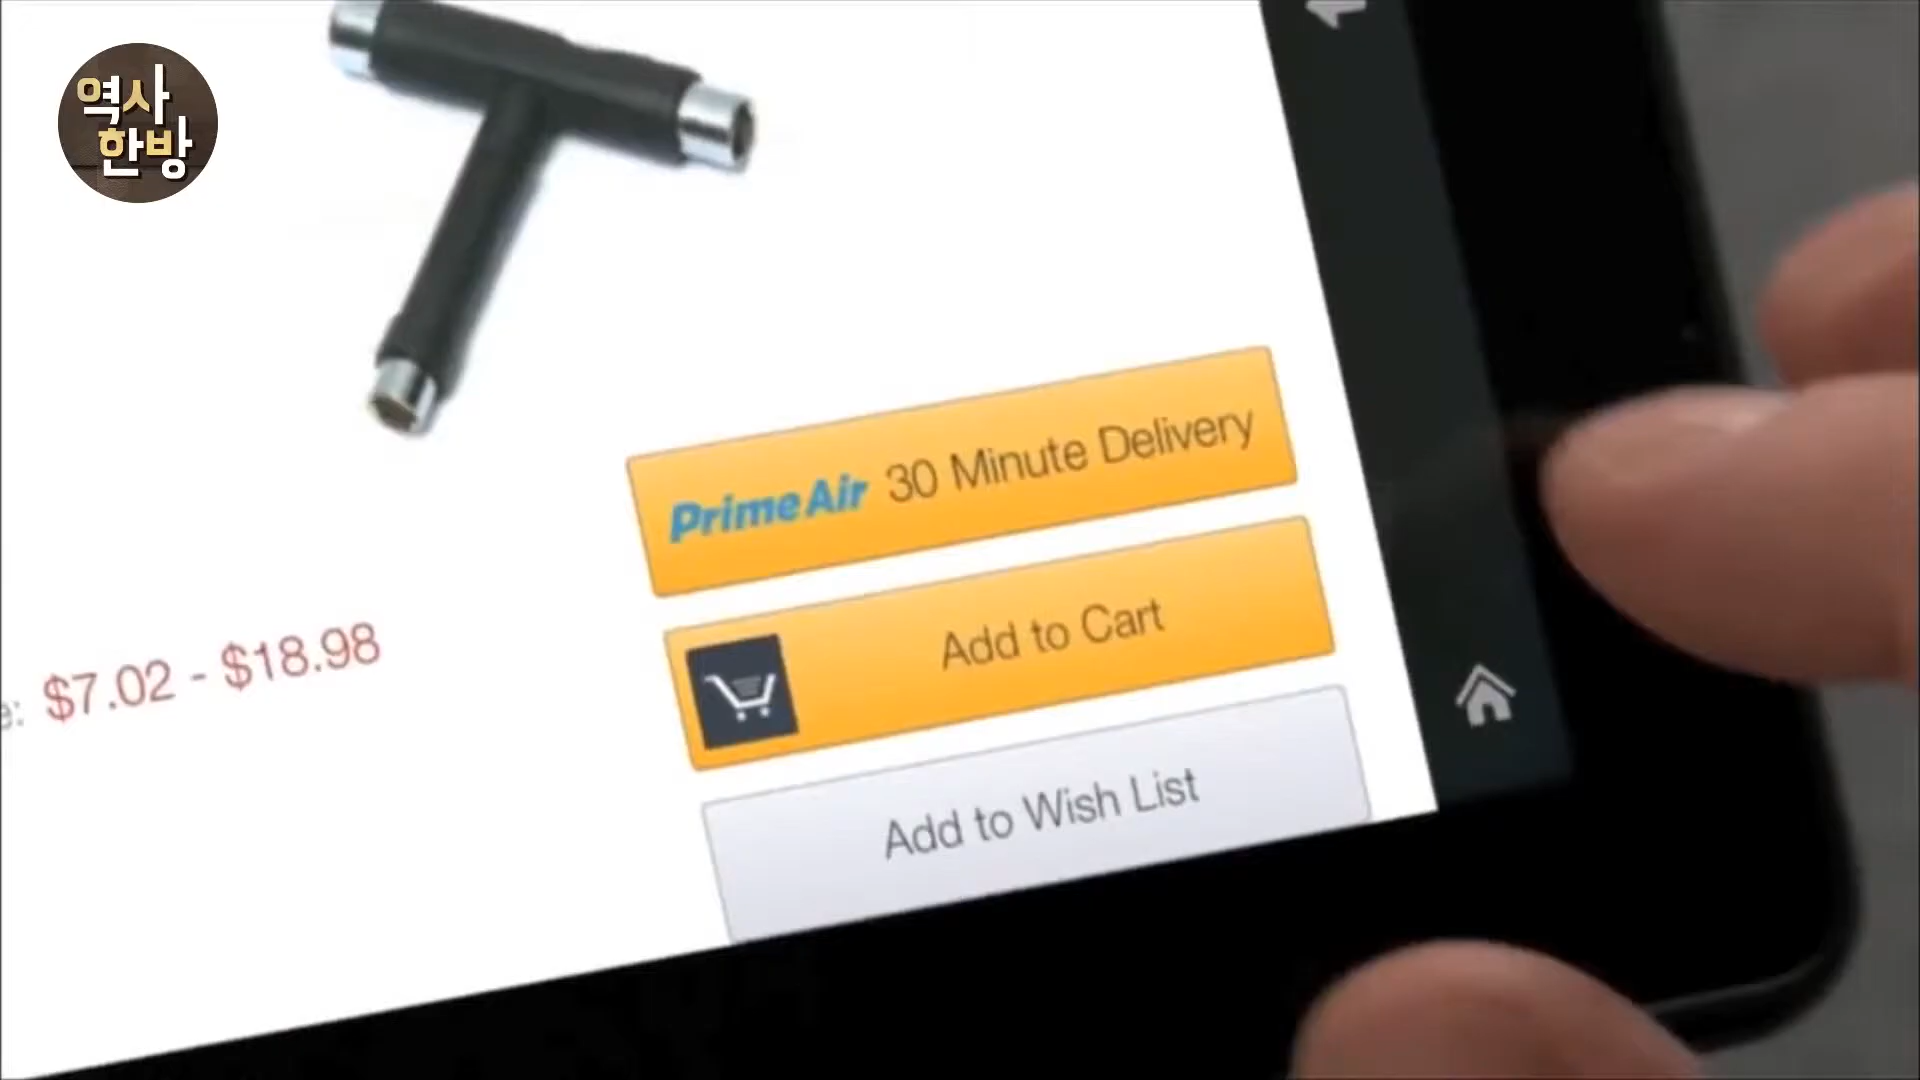 역사
한방
PrimeAir 30 Minute Delivery
Add to Cart
e: $7.02 - $18.98
Add to Wish List